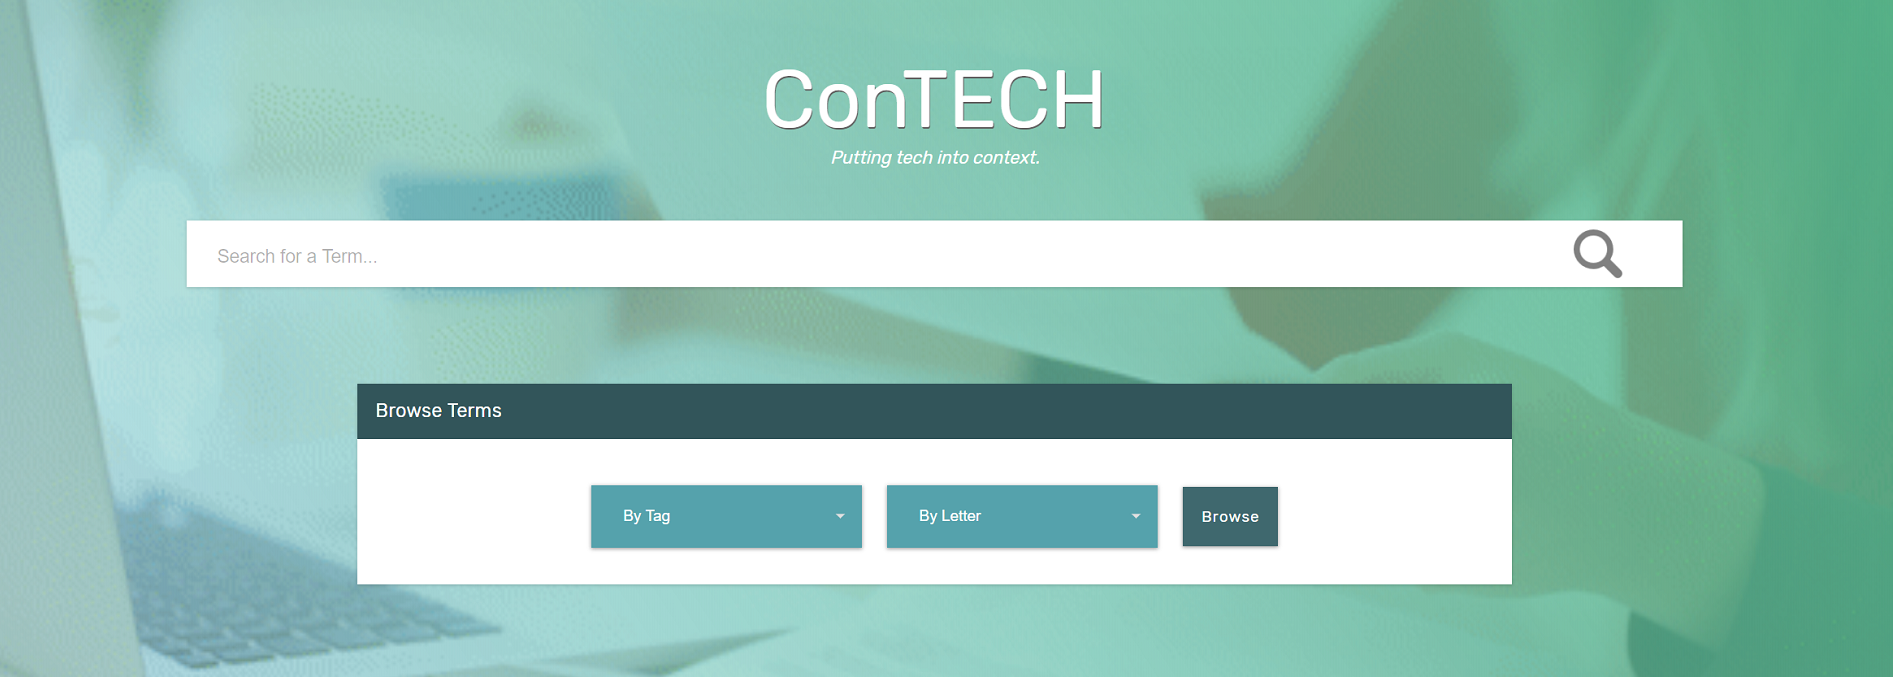 ConTECH
Putting tech into context.
Search for a Term...
Browse Terms
By Tag
By Letter
Browse